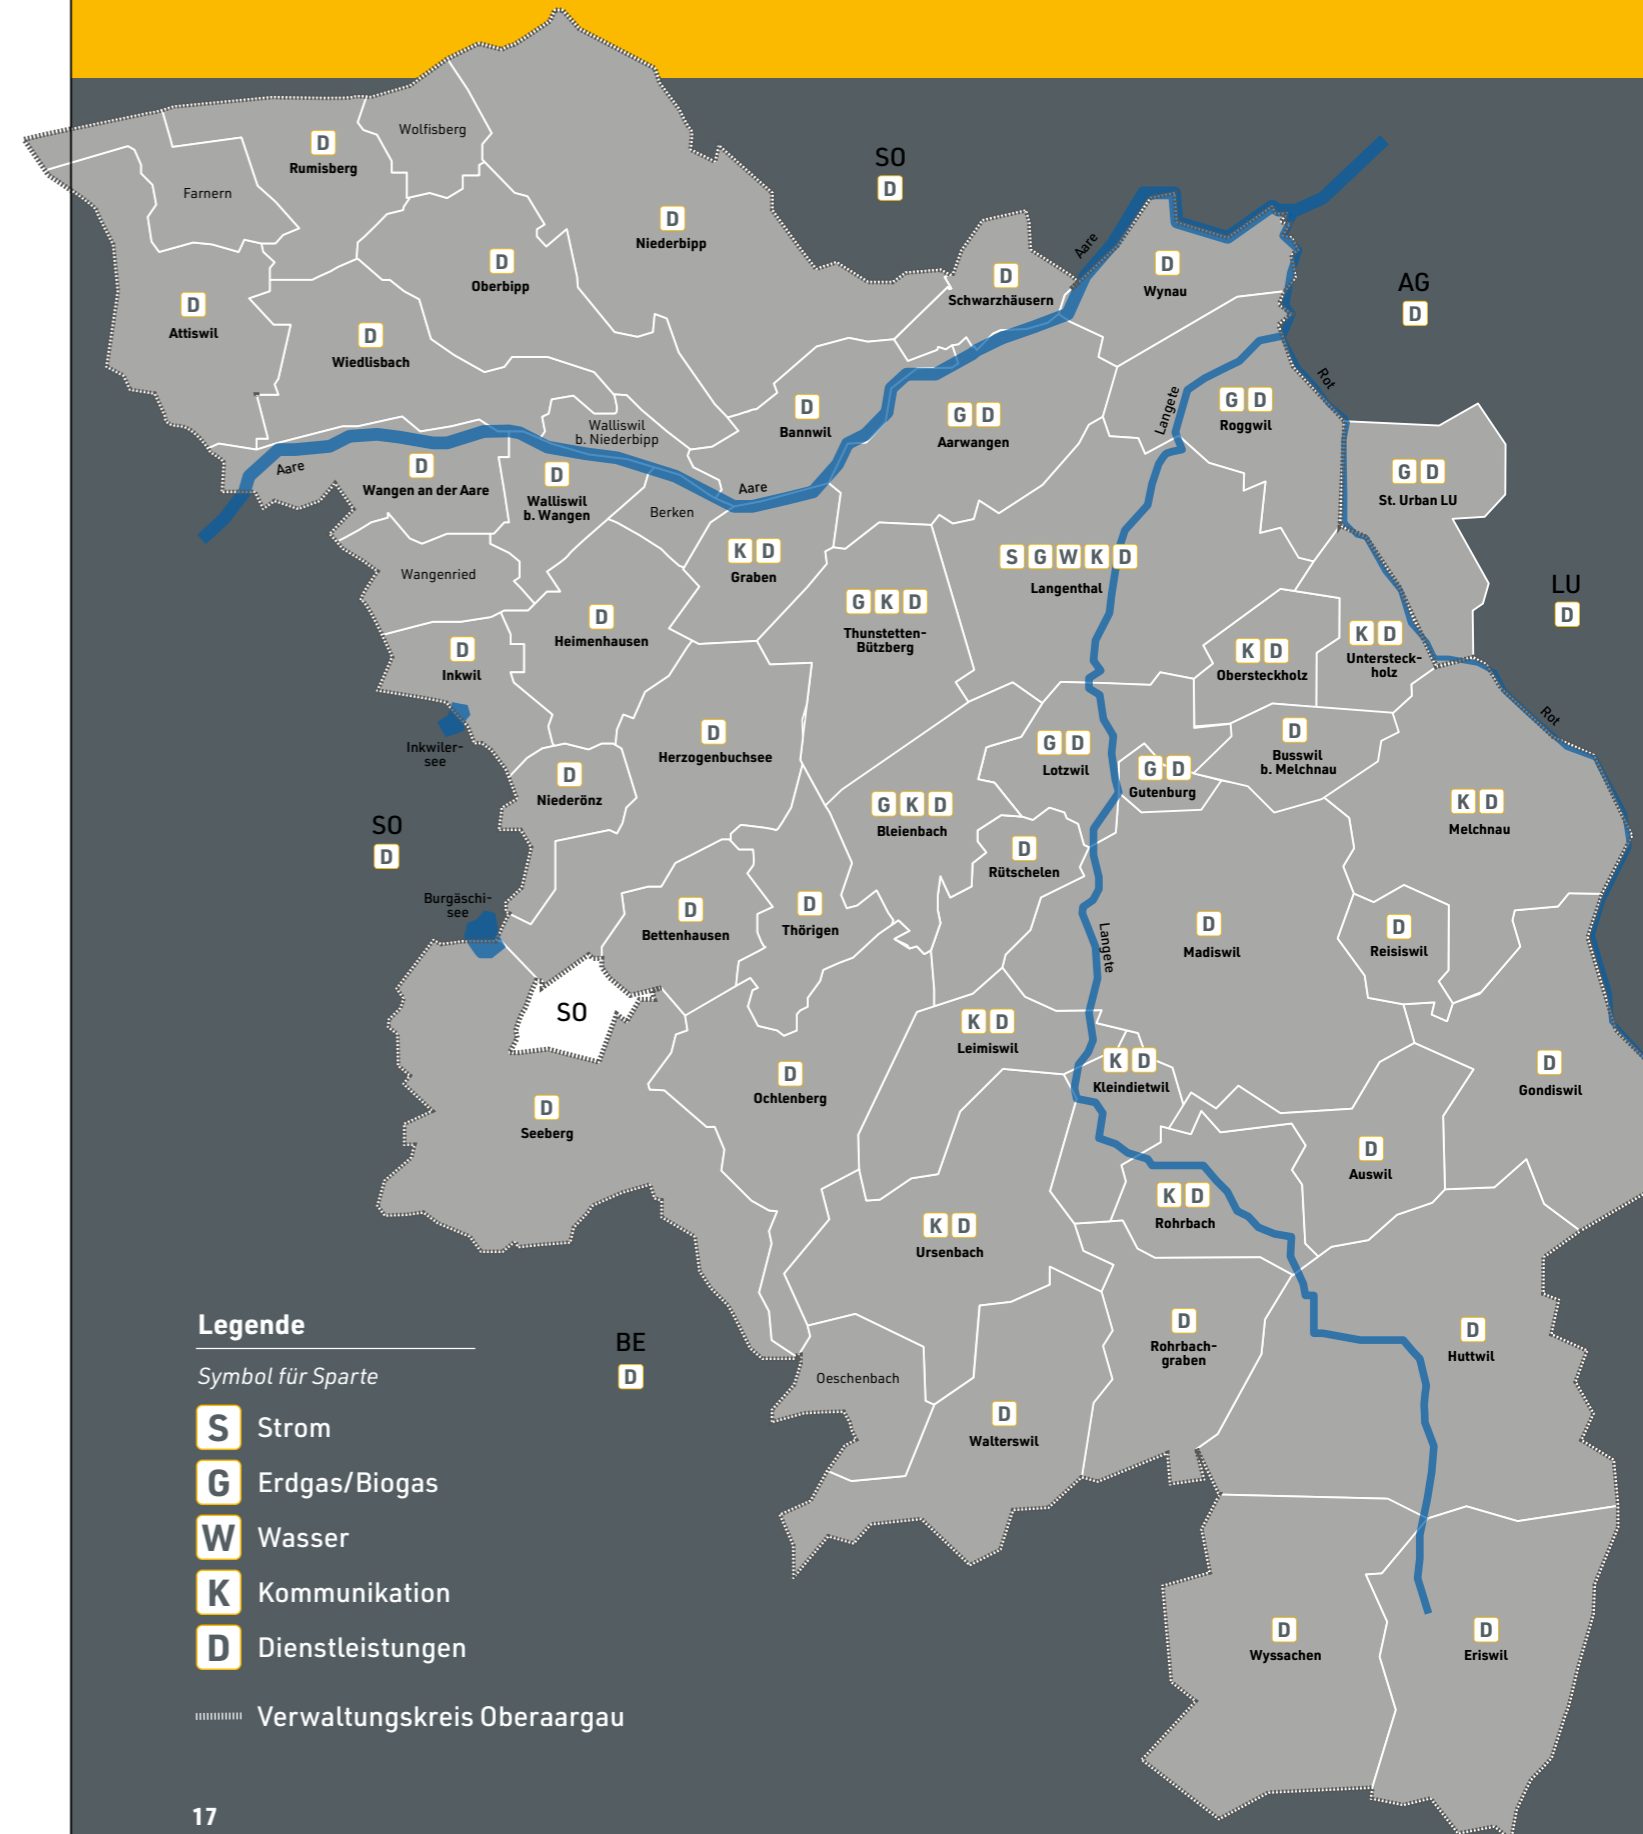 Wolfisberg
D
Rumisberg
Farnern
SO
D
D
Niederbipp
D
Oberbipp
Aare
D
Schwarzhäusern
D
Wynau
AG
D
D
Attiswil
D
Wiedlisbach
Rot
Langete
G D
Roggwil
D
Bannwil
G D
Aarwangen
Walliswil
b. Niederbipp
Aare
D
Wangen an der Aare
D
Walliswil
b. Wangen
Aare
Berken
G D
St. Urban LU
K D
Graben
S G W K D
Langenthal
Wangenried
LU
D
G K D
Thunstetten-
Bützberg
D
Heimenhausen
D
Inkwil
K D
Obersteckholz
K D
Untersteck-
holz
Rot
Inkwiler-
see
D
Herzogenbuchsee
G D
Lotzwil
D
Busswil
b. Melchnau
G D
Gutenburg
D
Niederönz
SO
D
G K D
Bleienbach
K D
Melchnau
D
Rütschelen
Burgäschi-
see
D
Bettenhausen
D
Thörigen
Langete
D
Madiswil
D
Reisiswil
SO
K D
Leimiswil
K D
Kleindietwil
D
Gondiswil
D
Ochlenberg
D
Seeberg
D
Auswil
K D
Rohrbach
K D
Ursenbach
D
Rohrbach-
graben
D
Huttwil
BE
D
Oeschenbach
D
Walterswil
D
Wyssachen
D
Eriswil
Legende
Symbol für Sparte
S Strom
G Erdgas/Biogas
W Wasser
K Kommunikation
D Dienstleistungen
Verwaltungskreis Oberaargau
17